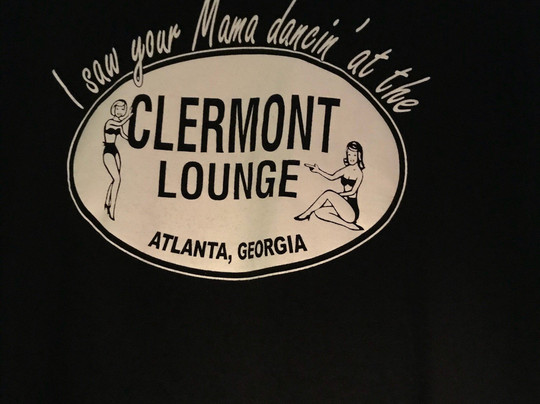 I saw your Mama dancin' at the
CLERMONT
LOUNGE
ATLANTA, GEORGIA